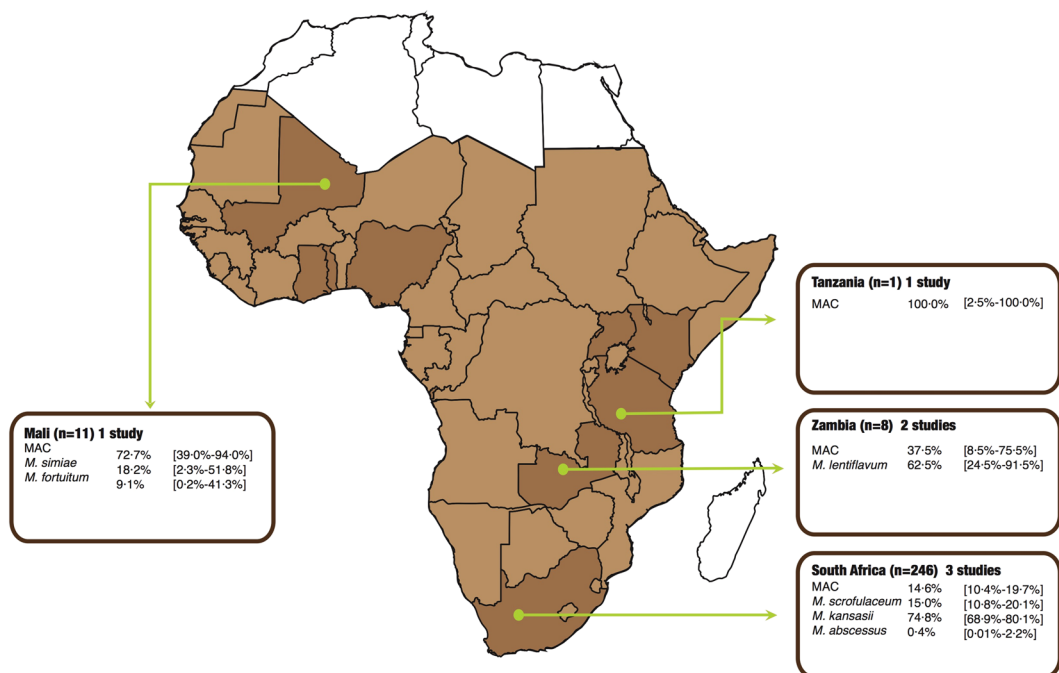 Tanzania (n=1) 1 study
MAC 100·0% [2·5%-100·0%]
Mali (n=11) 1 study
MAC 72·7% [39·0%-94·0%]
M. simiae 18·2% [2·3%-51·8%]
M. fortuitum 9·1% [0·2%-41·3%]
Zambia (n=8) 2 studies
MAC 37·5% [8·5%-75·5%]
M. lentiflavum 62·5% [24·5%-91·5%]
South Africa (n=246) 3 studies
MAC 14·6% [10·4%-19·7%]
M. scrofulaceum 15·0% [10·8%-20·1%]
M. kansasii 74·8% [68·9%-80·1%]
M. abscessus 0·4% [0·01%-2·2%]